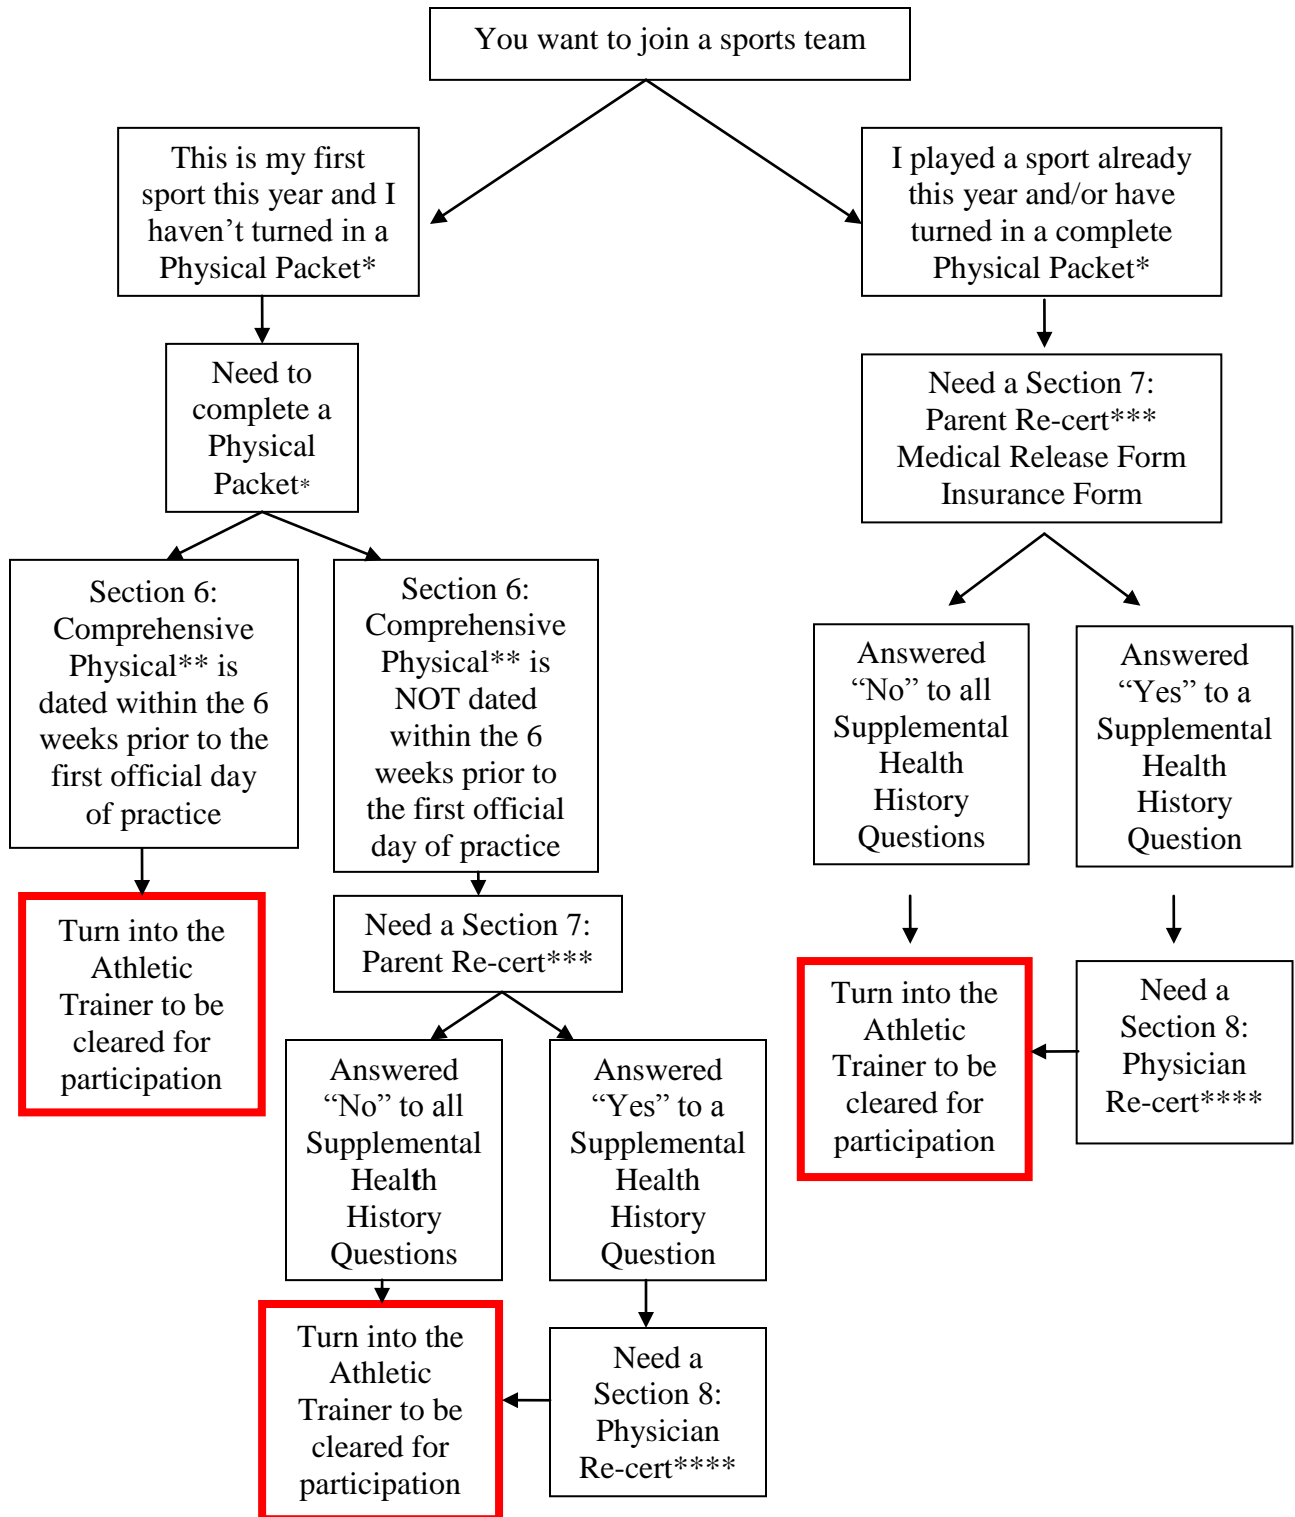 You want to join a sports team
This is my first
sport this year and I
haven’t turned in a
Physical Packet*
I played a sport already
this year and/or have
turned in a complete
Physical Packet*
Need to
complete a
Physical
Packet*
Need a Section 7:
Parent Re-cert***
Medical Release Form
Insurance Form
Section 6:
Comprehensive
Physical** is
dated within the 6
weeks prior to the
first official day
of practice
Section 6:
Comprehensive
Physical** is
NOT dated
within the 6
weeks prior to
the first official
day of practice
Answered
“No” to all
Supplemental
Health
History
Questions
Answered
“Yes” to a
Supplemental
Health
History
Question
Turn into the
Athletic
Trainer to be
cleared for
participation
Need a Section 7:
Parent Re-cert***
Turn into the
Athletic
Trainer to be
cleared for
participation
Need a
Section 8:
Physician
Re-cert****
Answered
“No” to all
Supplemental
Health
History
Questions
Answered
“Yes” to a
Supplemental
Health
History
Question
Turn into the
Athletic
Trainer to be
cleared for
participation
Need a
Section 8:
Physician
Re-cert****